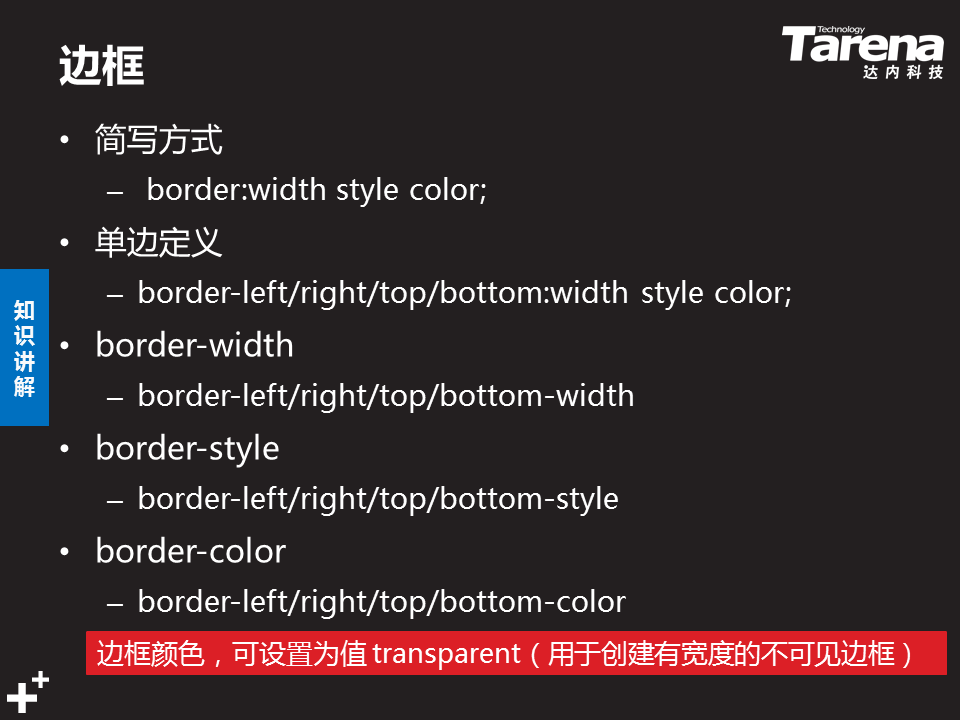 边框
Technology
Tarena
达内科技
• 简写方式
– border:width style color;
• 单边定义
– border-left/right/top/bottom:width style color;
• border-width
– border-left/right/top/bottom-width
• border-style
– border-left/right/top/bottom-style
• border-color
– border-left/right/top/bottom-color
边框颜色，可设置为值 transparent（用于创建有宽度的不可见边框）
知
识
讲
解